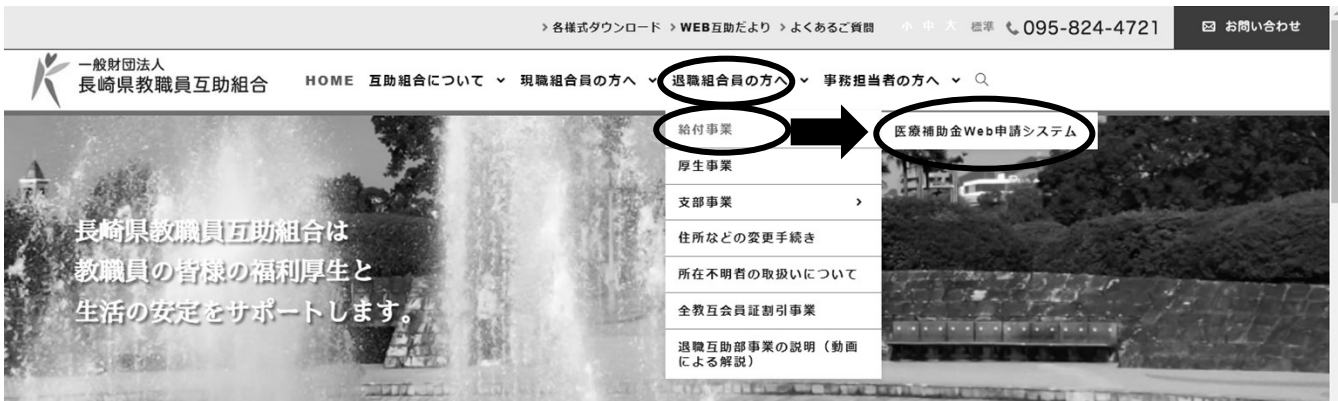 > 各様式ダウンロード > WEB互助だより > よくあるご質問 小 中 大 標準 095-824-4721 お問い合わせ
一般財団法人
長崎県教職員互助組合
HOME 互助組合について 現職組合員の方へ 退職組合員の方へ 事務担当者の方へ
給付事業
医療補助金Web申請システム
厚生事業
支部事業 >
住所などの変更手続き
所在不明者の取扱いについて
全教互会員証割引事業
退職互助部事業の説明（動画
による解説）
長崎県教職員互助組合は
教職員の皆様の福利厚生と
生活の安定をサポートします。